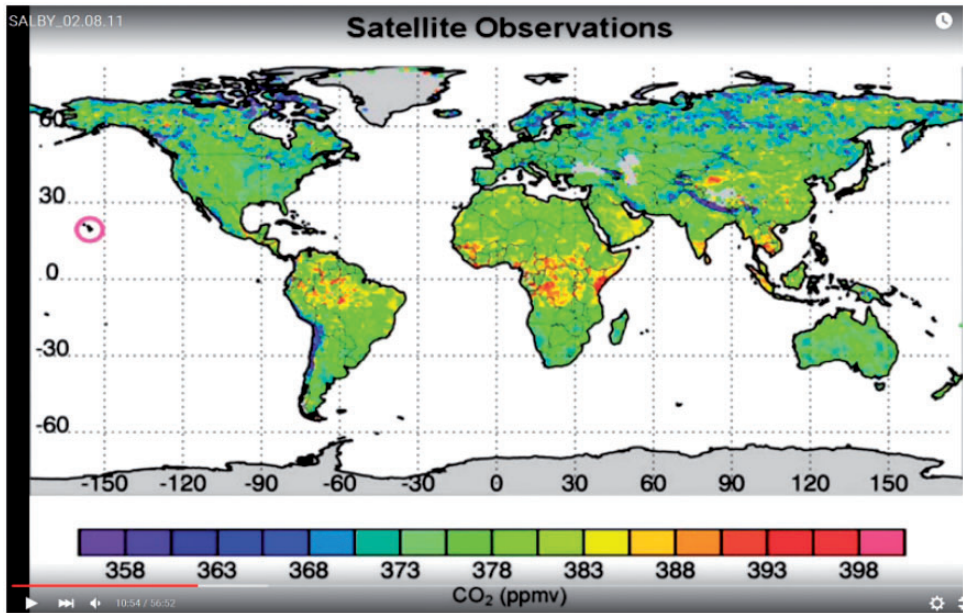 SALBY_02.08.11
Satellite Observations
60
30
0
-30
-60
-150 -120 -90 -60 -30 0 30 60 90 120 150
358 363 368 373 378 383 388 393 398
CO₂ (ppmv)
10:54 / 56:52